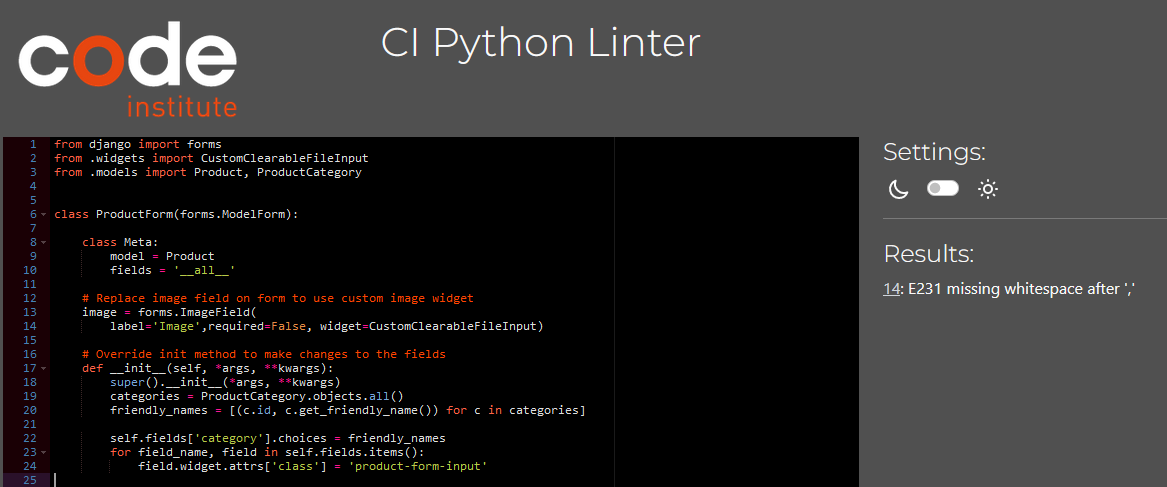 code
institute
CI Python Linter
1 from django import forms
2 from .widgets import CustomClearableFileInput
3 from .models import Product, ProductCategory
4
5
6 class ProductForm(forms.ModelForm):
7
8     class Meta:
9         model = Product
10         fields = '__all__'
11
12     # Replace image field on form to use custom image widget
13     image = forms.ImageField(
14         label='Image',required=False, widget=CustomClearableFileInput)
15
16     # Override init method to make changes to the fields
17     def __init__(self, *args, **kwargs):
18         super().__init__(*args, **kwargs)
19         categories = ProductCategory.objects.all()
20         friendly_names = [(c.id, c.get_friendly_name()) for c in categories]
21
22         self.fields['category'].choices = friendly_names
23         for field_name, field in self.fields.items():
24             field.widget.attrs['class'] = 'product-form-input'
25
Settings:
Results:
14: E231 missing whitespace after ','